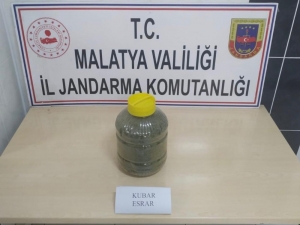 T.C.
MALATYA VALİLİĞİ
İL JANDARMA KOMUTANLIĞI
KUBAR
ESRAR